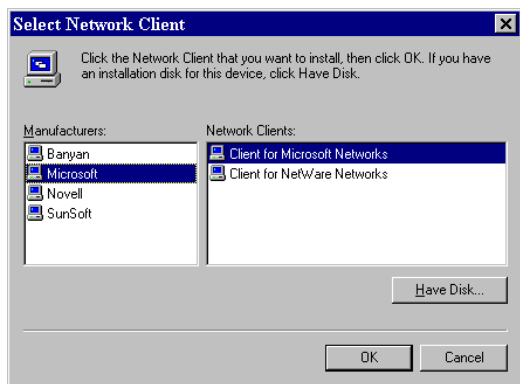 Select Network Client
Click the Network Client that you want to install, then click OK. If you have
an installation disk for this device, click Have Disk.
Manufacturers:
Banyan
Microsoft
Novell
SunSoft
Network Clients:
Client for Microsoft Networks
Client for NetWare Networks
Have Disk...
OK
Cancel